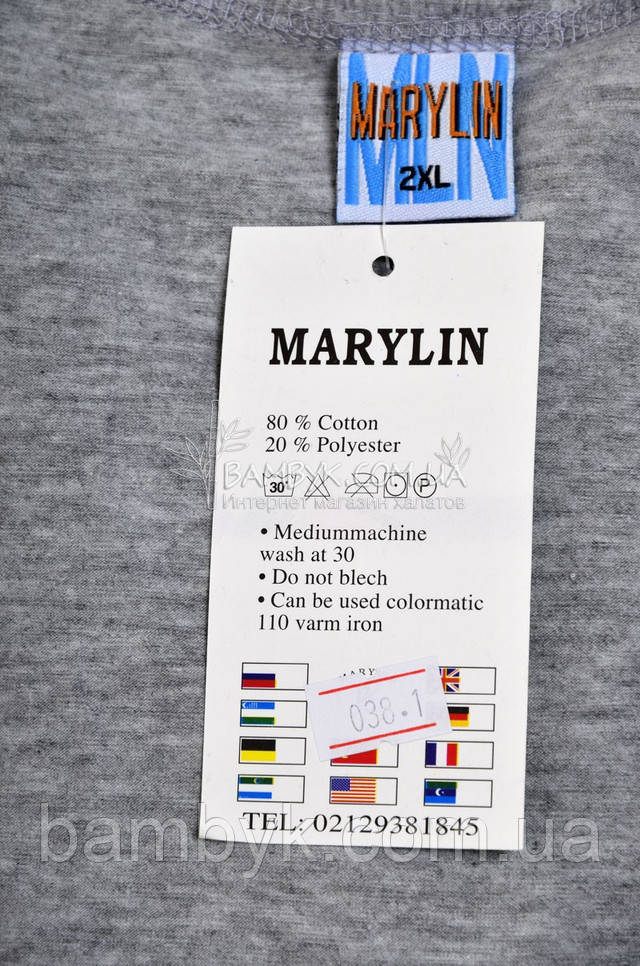 MARYLIN
2XL
MARYLIN
80 % Cotton
20 % Polyester
BAMBYK.COM.UA
30 P
Интернет магазин халатов
• Mediummachine
wash at 30
• Do not blech
• Can be used colormatic
110 varm iron
038.1
TEL: 02129381845
bambyk.com.ua